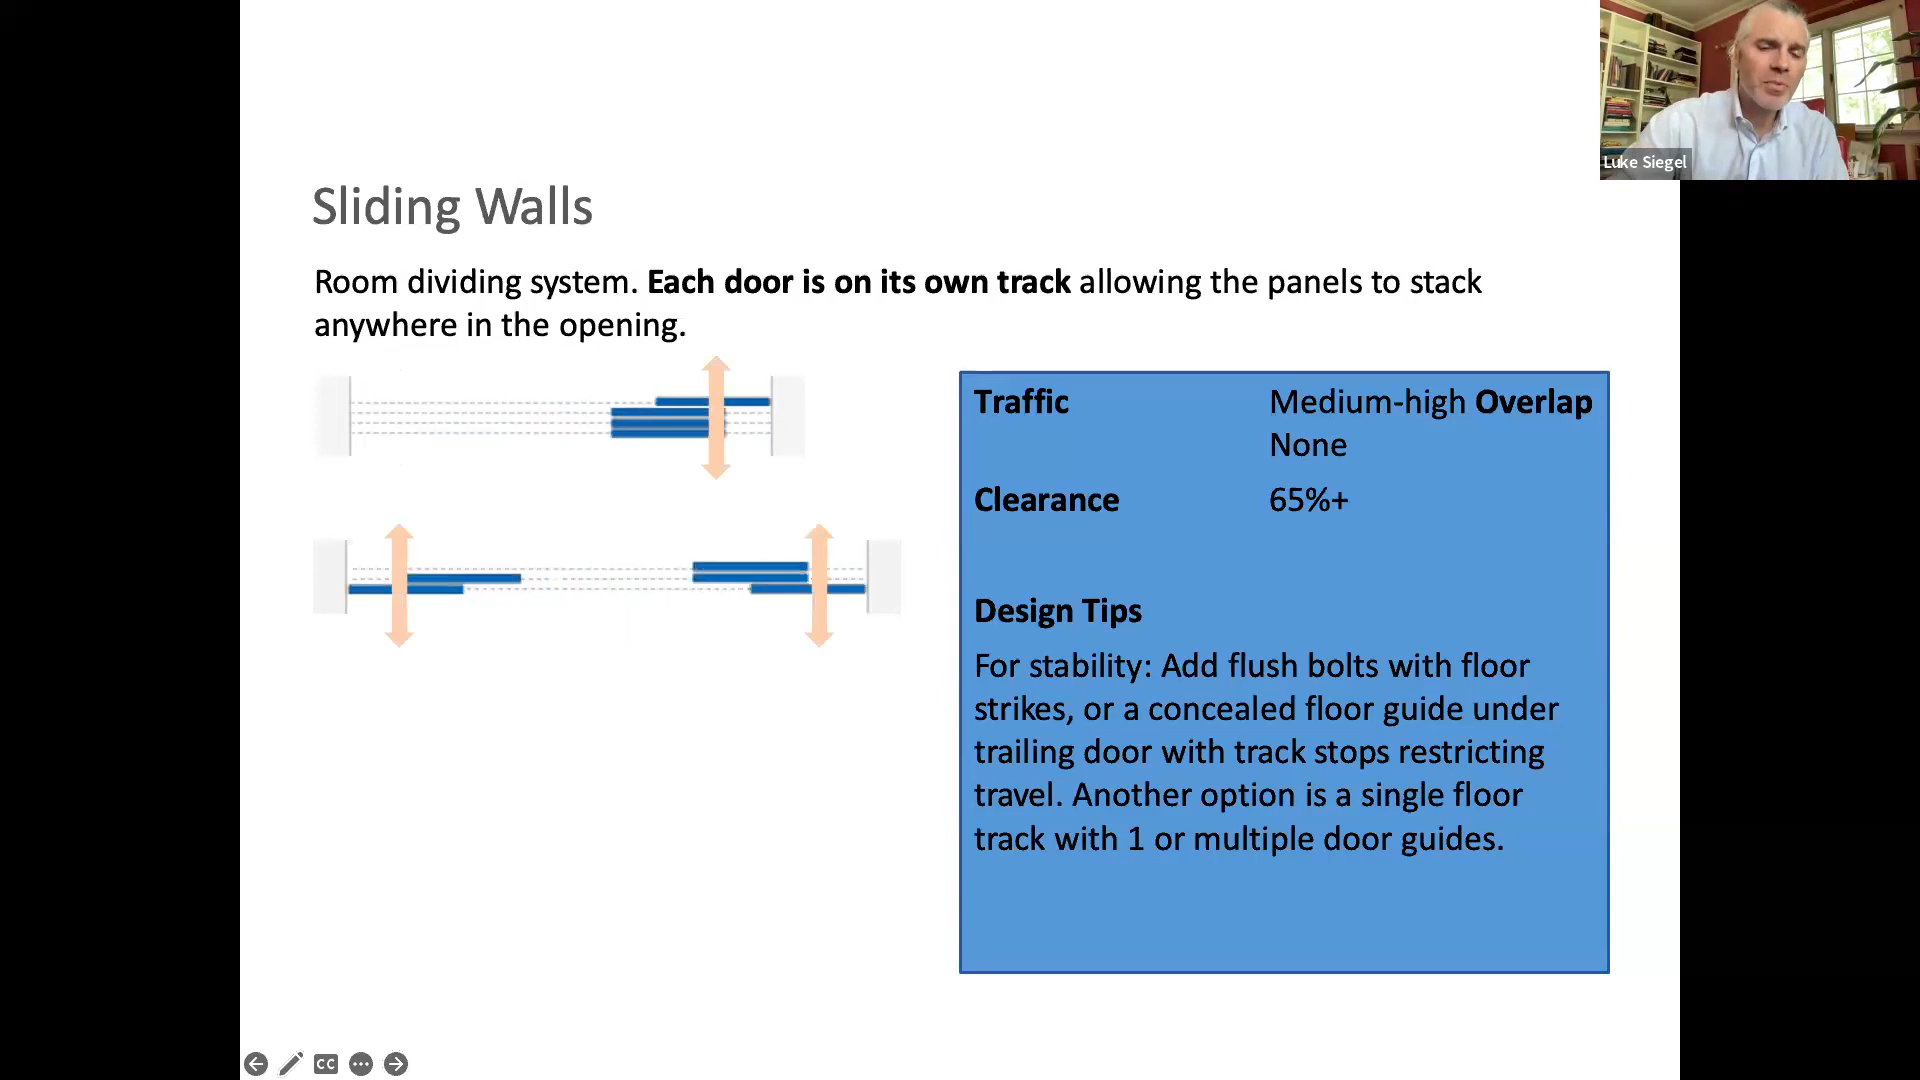 Luke Siegel
Sliding Walls
Room dividing system. Each door is on its own track allowing the panels to stack
anywhere in the opening.
Traffic Medium-high Overlap
None
Clearance 65%+
Design Tips
For stability: Add flush bolts with floor
strikes, or a concealed floor guide under
trailing door with track stops restricting
travel. Another option is a single floor
track with 1 or multiple door guides.
CC